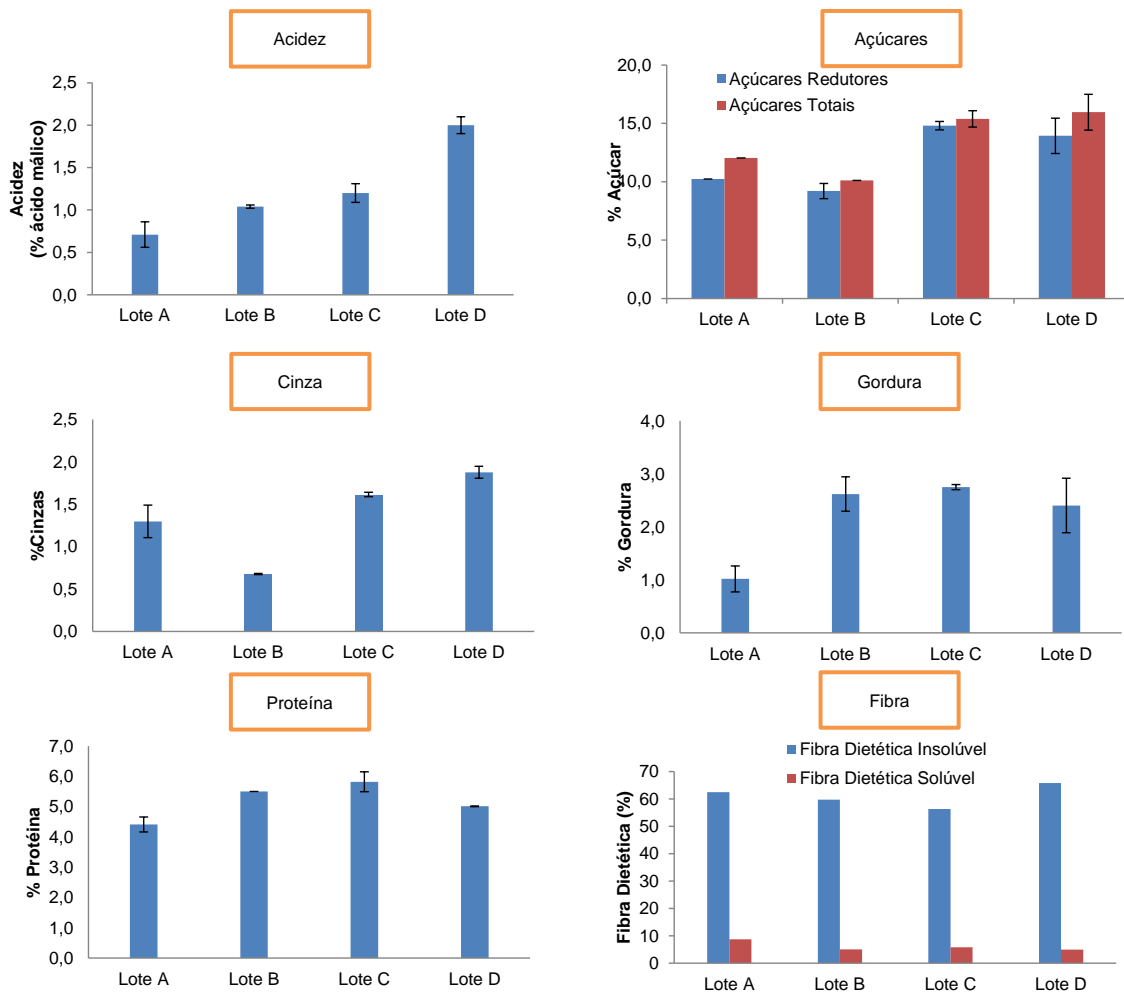 Acidez
2,5
2,0
1,5
1,0
0,5
0,0
Acidez
(% ácido málico)
Lote A Lote B Lote C Lote D
Açúcares
Açúcares Redutores
Açúcares Totais
20,0
15,0
10,0
5,0
0,0
% Açúcar
Lote A Lote B Lote C Lote D
Cinza
2,5
2,0
1,5
1,0
0,5
0,0
%Cinzas
Lote A Lote B Lote C Lote D
Gordura
4,0
3,0
2,0
1,0
0,0
% Gordura
Lote A Lote B Lote C Lote D
Proteína
7,0
6,0
5,0
4,0
3,0
2,0
1,0
0,0
% Protéina
Lote A Lote B Lote C Lote D
Fibra
Fibra Dietética Insolúvel
Fibra Dietética Solúvel
70
60
50
40
30
20
10
0
Fibra Dietética (%)
Lote A Lote B Lote C Lote D